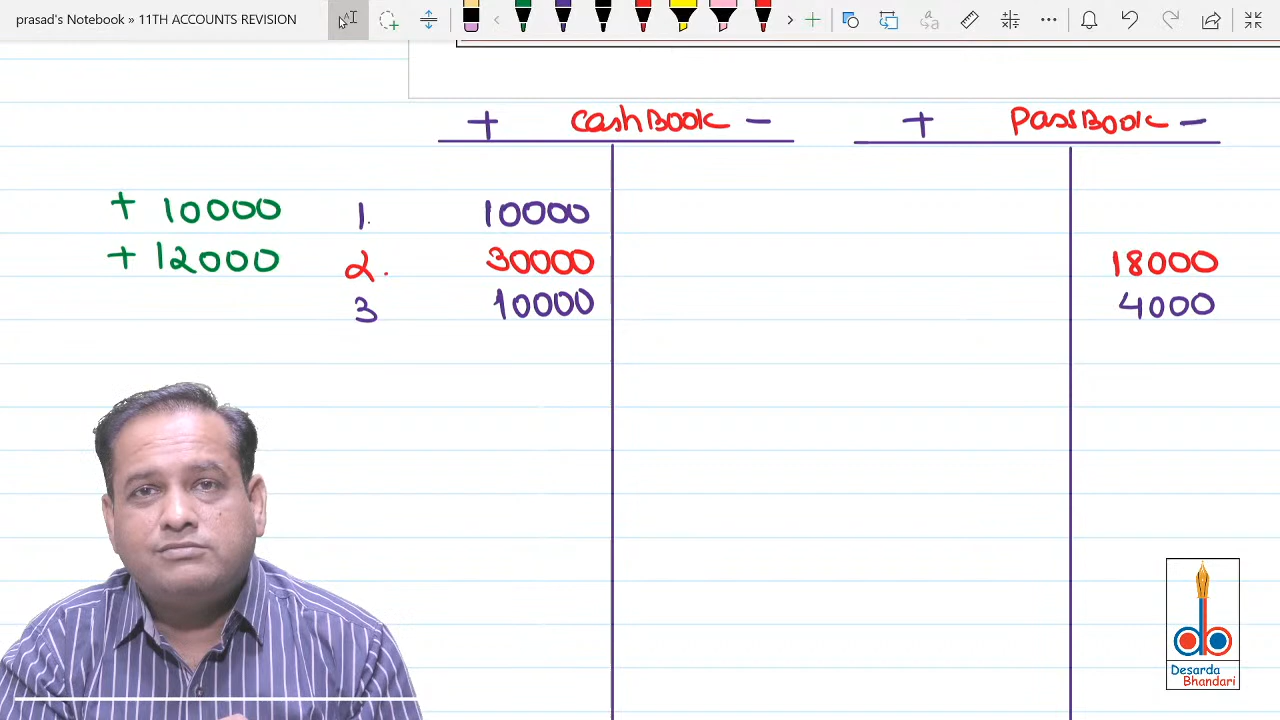 prasad's Notebook » 11TH ACCOUNTS REVISION
+ CashBook − + PassBook −
+ 10000 1. 10000
+ 12000 2. 30000 18000
3 10000 4000
Desarda
Bhandari